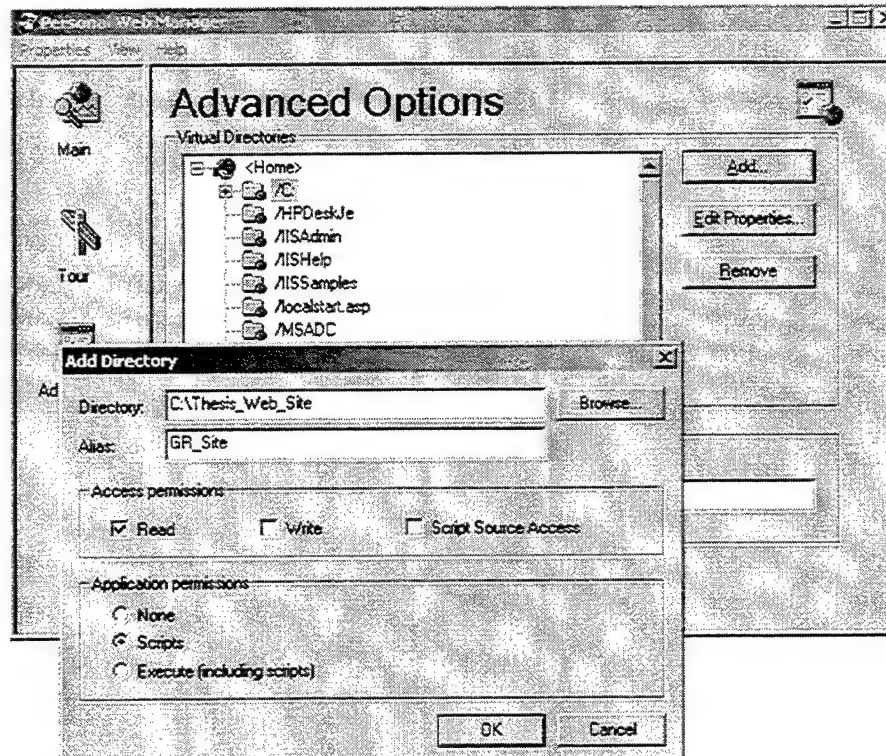 Personal Web Manager
Properties View Help
Advanced Options
Main
Tour
Ad
Virtual Directories
<Home>
/C
/HPDeskJe
/IISAdmin
/IISHelp
/IISSamples
/localstart.asp
/MSADC
Add...
Edit Properties...
Remove
Add Directory
Directory: C:\Thesis_Web_Site Browse...
Alias: GR_Site
Access permissions
Read Write Script Source Access
Application permissions
None
Scripts
Execute (including scripts)
OK Cancel